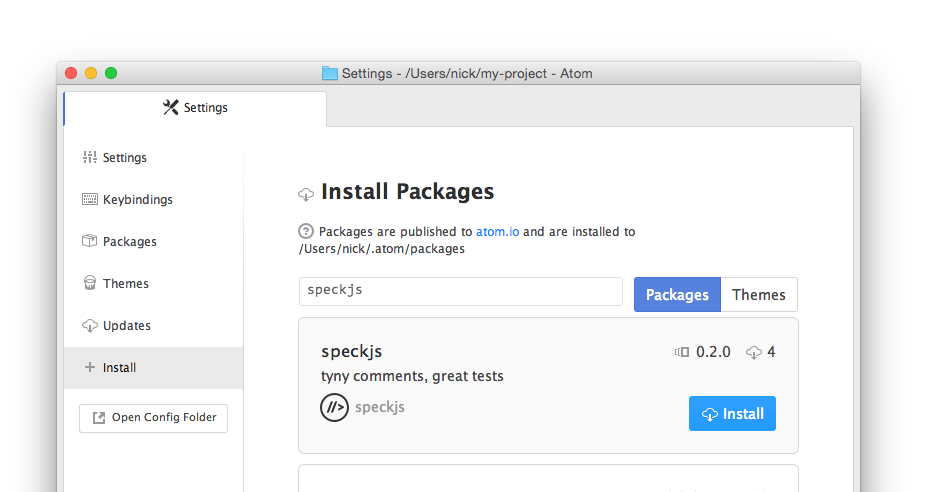 Settings - /Users/nick/my-project - Atom
Settings
Settings
Keybindings
Packages
Themes
Updates
Install
Open Config Folder
Install Packages
Packages are published to atom.io and are installed to
/Users/nick/.atom/packages
speckjs
Packages
Themes
speckjs
0.2.0
4
tyny comments, great tests
//>
speckjs
Install